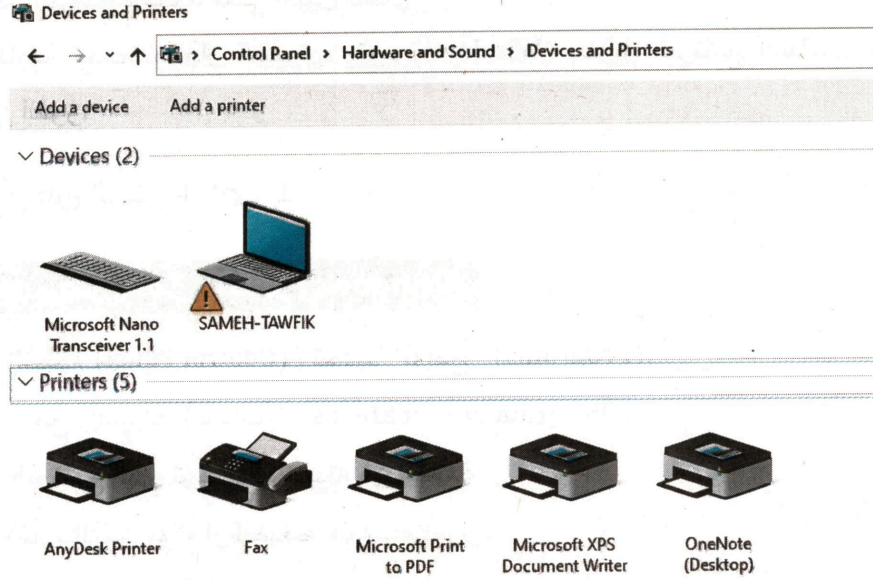 Devices and Printers
Control Panel > Hardware and Sound > Devices and Printers
Add a device Add a printer
Devices (2)
Microsoft Nano
Transceiver 1.1
SAMEH-TAWFIK
Printers (5)
AnyDesk Printer
Fax
Microsoft Print
to PDF
Microsoft XPS
Document Writer
OneNote
(Desktop)